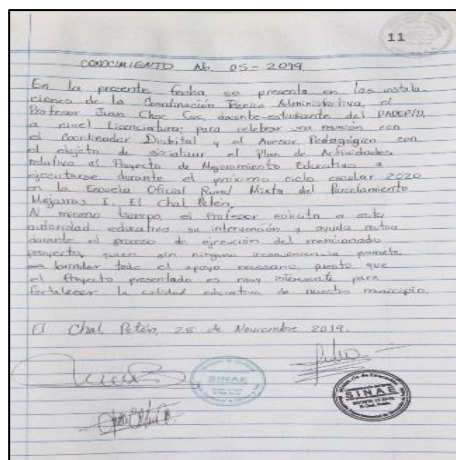 11
CONOCIMIENTO No. 05-2019
En la presente fecha, se presenta en las instala-
ciones de la Coordinación Técnica Administrativa, el
Profesor Juan Choc Cuc, docente-estudiante del PADEP/D,
a nivel Licenciatura; para celebrar una reunión con
el Coordinador Distrital y el Asesor Pedagógico con
el objeto de socializar el Plan de Actividades
relativo al Proyecto de Mejoramiento Educativo a
ejecutarse durante el próximo ciclo escolar 2020
en la Escuela Oficial Rural Mixta del Parcelamiento
I, El Chal, Petén.
Al mismo tiempo, el Profesor solicita a esta
autoridad educativa su intervención y ayuda mutua
durante el proceso de ejecución del mencionado
proyecto, quien sin ninguna inconveniencia promete
en brindar todo el apoyo necesario, puesto que
el Proyecto presentado es muy interesante para
fortalecer la calidad educativa de nuestro municipio.
El Chal, Petén, 28 de Noviembre 2019.
SINAE
SINAE